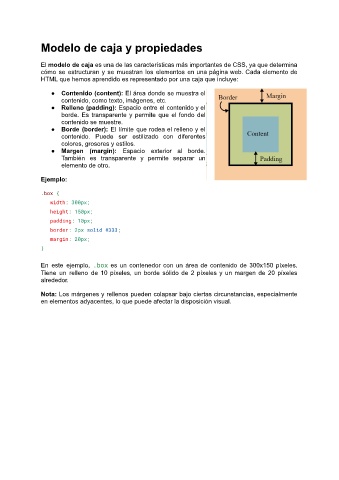 Modelo de caja y propiedades
El modelo de caja es una de las características más importantes de CSS, ya que determina
cómo se estructuran y se muestran los elementos en una página web. Cada elemento de
HTML que hemos aprendido es representado por una caja que incluye:
● Contenido (content): El área donde se muestra el
contenido, como texto, imágenes, etc.
● Relleno (padding): Espacio entre el contenido y el
borde. Es transparente y permite que el fondo del
contenido se muestre.
● Borde (border): El límite que rodea el relleno y el
contenido. Puede ser estilizado con diferentes
colores, grosores y estilos.
● Margen (margin): Espacio exterior al borde.
También es transparente y permite separar un
elemento de otro.
Border
Margin
Content
Padding
Ejemplo:
.box {
width: 300px;
height: 150px;
padding: 10px;
border: 2px solid #333;
margin: 20px;
}
En este ejemplo, .box es un contenedor con un área de contenido de 300x150 píxeles.
Tiene un relleno de 10 píxeles, un borde sólido de 2 píxeles y un margen de 20 píxeles
alrededor.
Nota: Los márgenes y rellenos pueden colapsar bajo ciertas circunstancias, especialmente
en elementos adyacentes, lo que puede afectar la disposición visual.